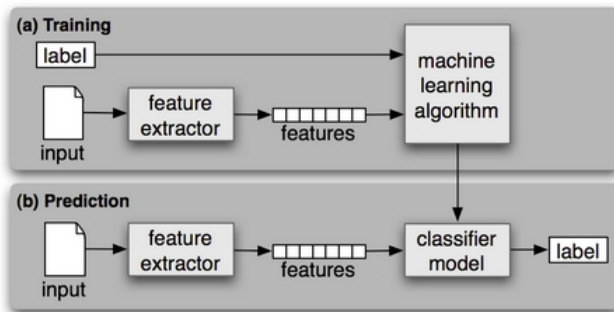 (a) Training
label
machine
learning
algorithm
feature
extractor
features
input
(b) Prediction
feature
extractor
features
classifier
model
label
input